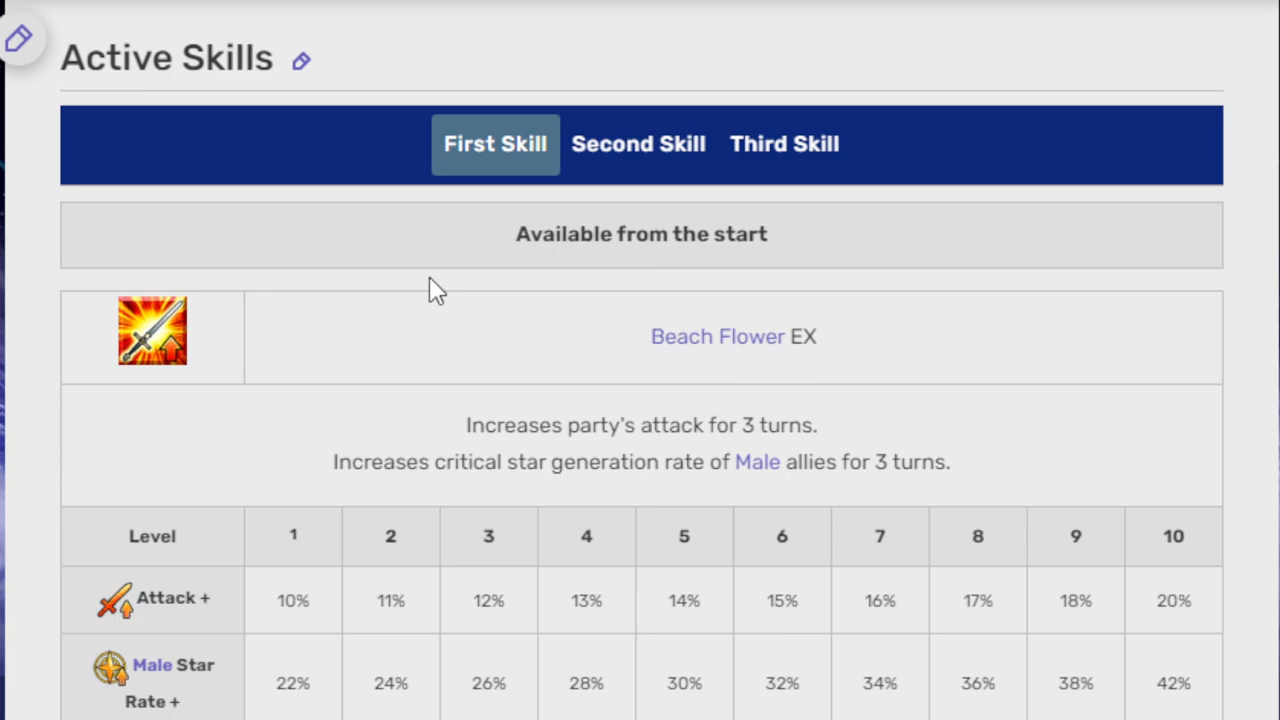 Active Skills
First Skill Second Skill Third Skill
Available from the start
Beach Flower EX
Increases party's attack for 3 turns.
Increases critical star generation rate of Male allies for 3 turns.
Level 1 2 3 4 5 6 7 8 9 10
Attack + 10% 11% 12% 13% 14% 15% 16% 17% 18% 20%
Male Star
Rate + 22% 24% 26% 28% 30% 32% 34% 36% 38% 42%